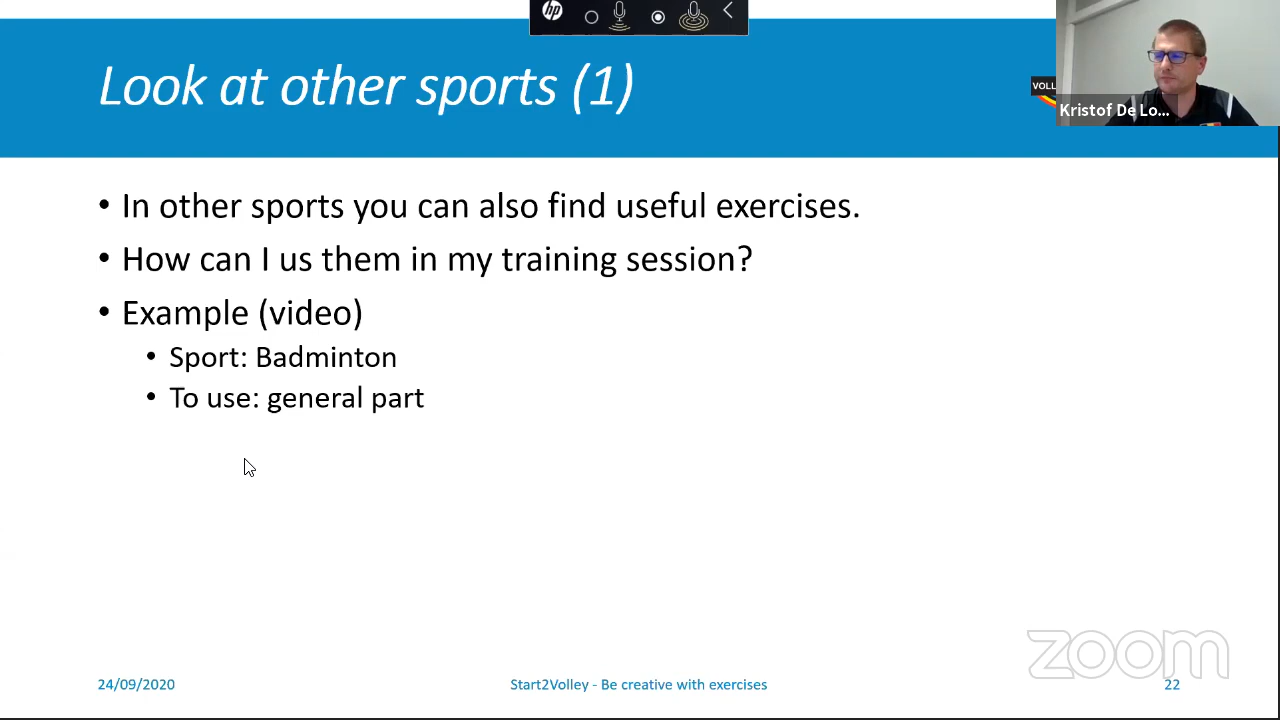 hp
Look at other sports (1)
VOLL
Kristof De Lo...
• In other sports you can also find useful exercises.
• How can I us them in my training session?
• Example (video)
• Sport: Badminton
• To use: general part
zoom
24/09/2020
Start2Volley - Be creative with exercises
22